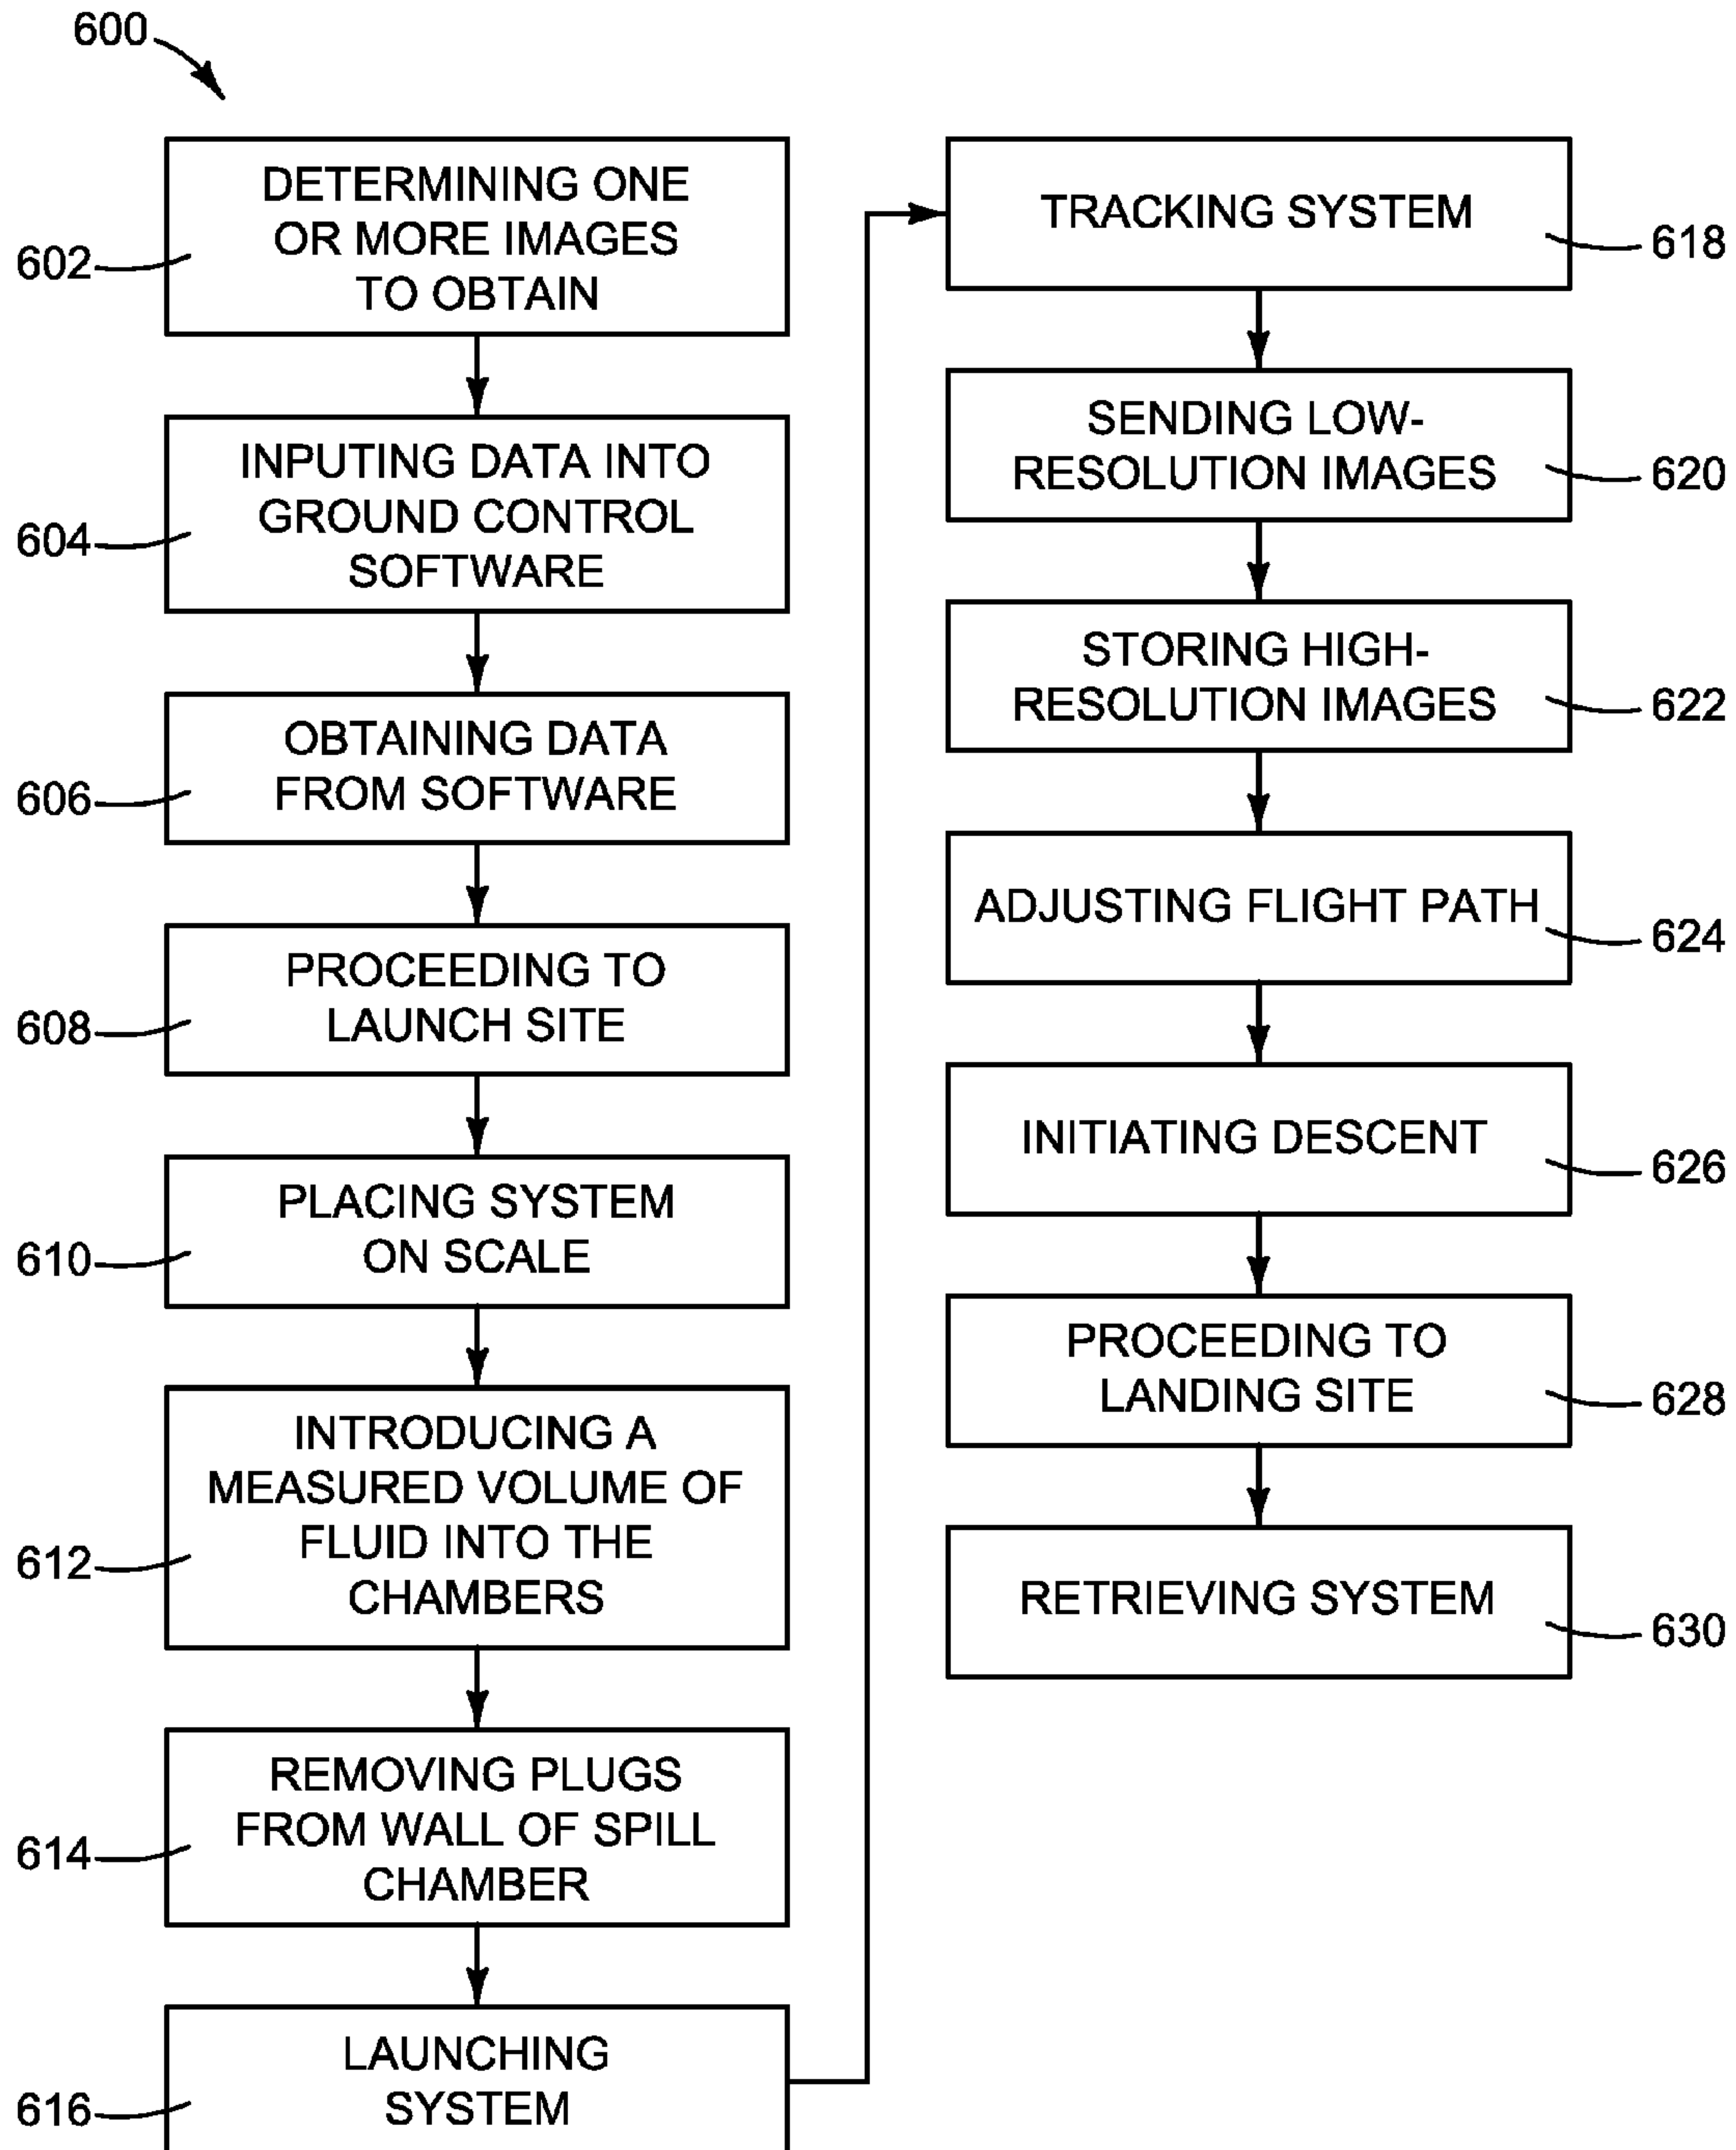 600
DETERMINING ONE
OR MORE IMAGES
TO OBTAIN
602
INPUTING DATA INTO
GROUND CONTROL
SOFTWARE
604
OBTAINING DATA
FROM SOFTWARE
606
PROCEEDING TO
LAUNCH SITE
608
PLACING SYSTEM
ON SCALE
610
INTRODUCING A
MEASURED VOLUME OF
FLUID INTO THE
CHAMBERS
612
REMOVING PLUGS
FROM WALL OF SPILL
CHAMBER
614
LAUNCHING
SYSTEM
616
TRACKING SYSTEM
618
SENDING LOW-
RESOLUTION IMAGES
620
STORING HIGH-
RESOLUTION IMAGES
622
ADJUSTING FLIGHT PATH
624
INITIATING DESCENT
626
PROCEEDING TO
LANDING SITE
628
RETRIEVING SYSTEM
630